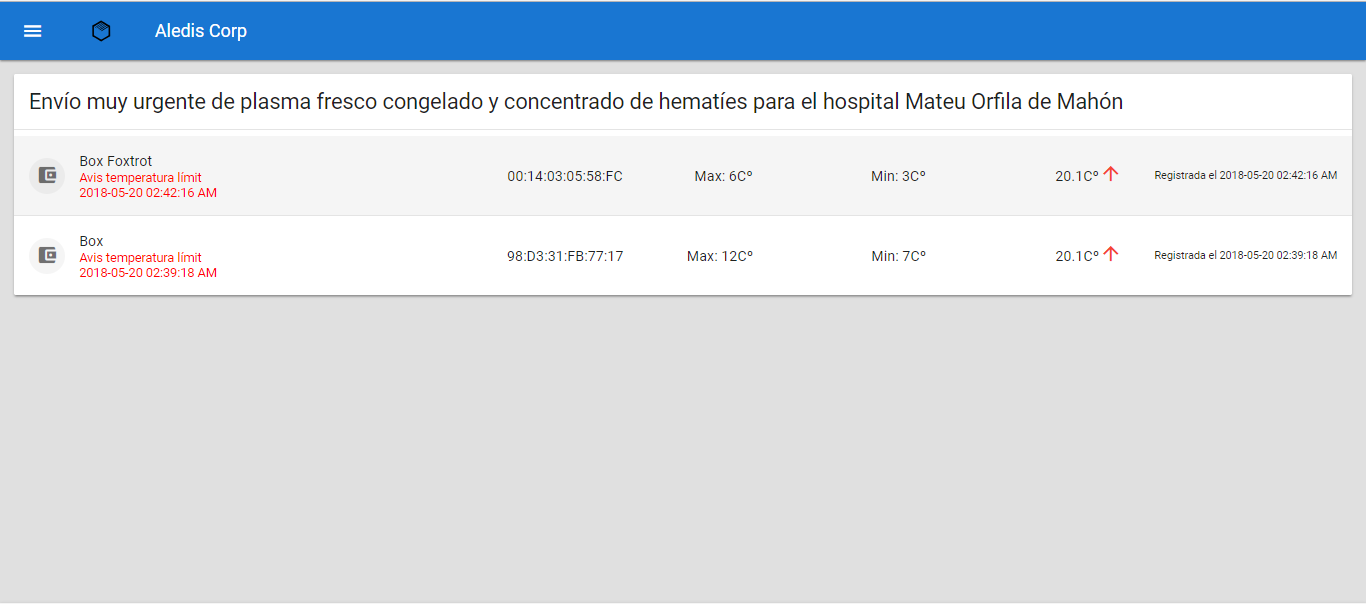 Aledis Corp
Envío muy urgente de plasma fresco congelado y concentrado de hematíes para el hospital Mateu Orfila de Mahón
Box Foxtrot
Avis temperatura límit
2018-05-20 02:42:16 AM
00:14:03:05:58:FC
Max: 6Cº
Min: 3Cº
20.1Cº
Registrada el 2018-05-20 02:42:16 AM
Box
Avis temperatura límit
2018-05-20 02:39:18 AM
98:D3:31:FB:77:17
Max: 12Cº
Min: 7Cº
20.1Cº
Registrada el 2018-05-20 02:39:18 AM